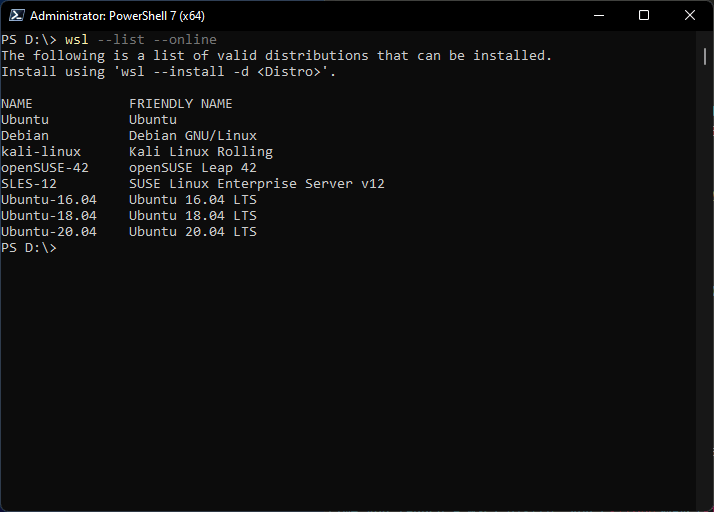 Administrator: PowerShell 7 (x64)
PS D:\> wsl --list --online
The following is a list of valid distributions that can be installed.
Install using 'wsl --install -d <Distro>'.
NAME            FRIENDLY NAME
Ubuntu          Ubuntu
Debian          Debian GNU/Linux
kali-linux      Kali Linux Rolling
openSUSE-42     openSUSE Leap 42
SLES-12         SUSE Linux Enterprise Server v12
Ubuntu-16.04    Ubuntu 16.04 LTS
Ubuntu-18.04    Ubuntu 18.04 LTS
Ubuntu-20.04    Ubuntu 20.04 LTS
PS D:\>